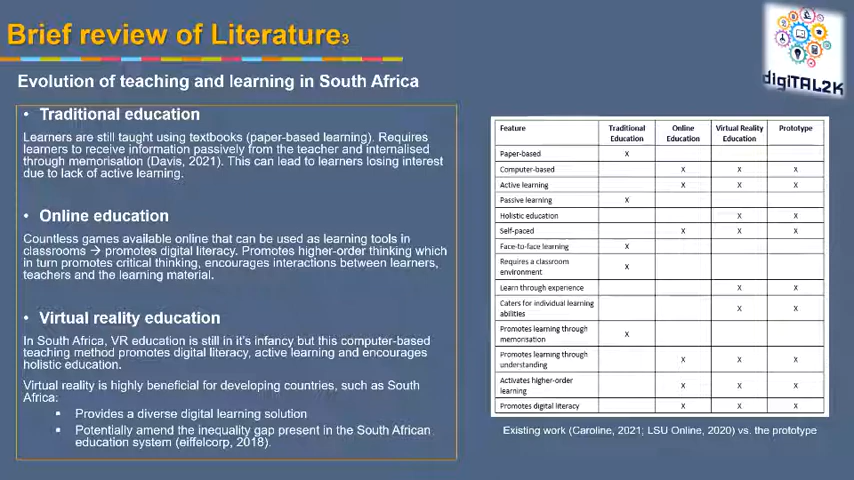 Brief review of Literature3
digiTAL2K
Evolution of teaching and learning in South Africa
• Traditional education
Learners are still taught using textbooks (paper-based learning). Requires
learners to receive information passively from the teacher and internalised
through memorisation (Davis, 2021). This can lead to learners losing interest
due to lack of active learning.
• Online education
Countless games available online that can be used as learning tools in
classrooms → promotes digital literacy. Promotes higher-order thinking which
in turn promotes critical thinking, encourages interactions between learners,
teachers and the learning material.
• Virtual reality education
In South Africa, VR education is still in it's infancy but this computer-based
teaching method promotes digital literacy, active learning and encourages
holistic education.
Virtual reality is highly beneficial for developing countries, such as South
Africa:
▪ Provides a diverse digital learning solution
▪ Potentially amend the inequality gap present in the South African
education system (eiffelcorp, 2018).
Feature Traditional Education Online Education Virtual Reality Education Prototype
Paper-based X
Computer-based X X X
Active learning X X X
Passive learning X
Holistic education X X
Self-paced X X X
Face-to-face learning X
Requires a classroom
environment X
Learn through experience X X
Caters for individual learning
abilities X X
Promotes learning through
memorisation X
Promotes learning through
understanding X X X
Activates higher-order
learning X X X
Promotes digital literacy X X X
Existing work (Caroline, 2021; LSU Online, 2020) vs. the prototype